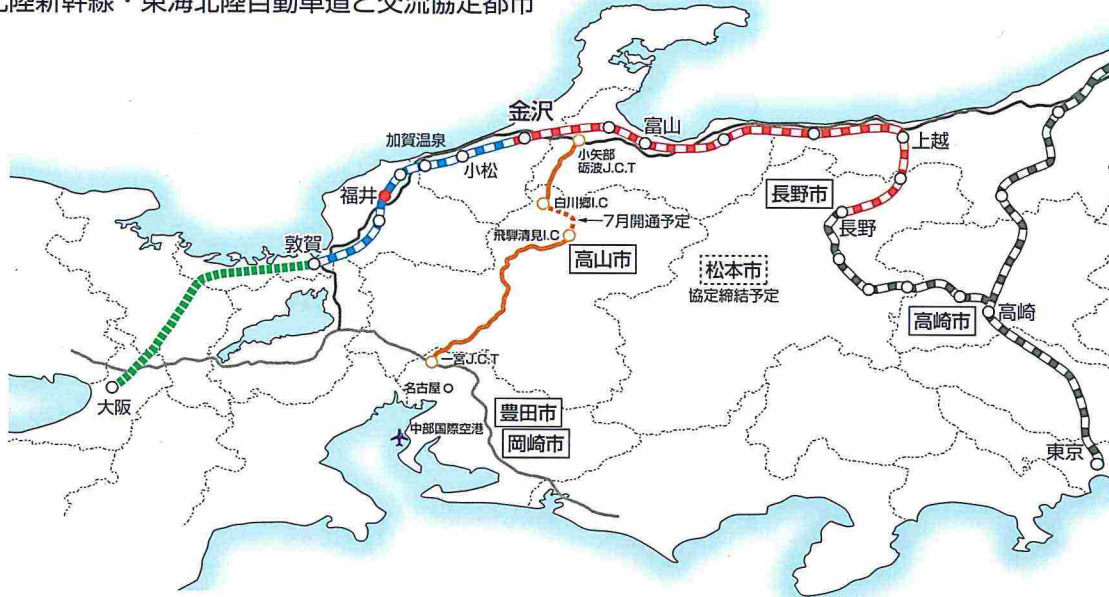 陸新幹線・東海北陸自動車道と交流協定都市
金沢
富山
加賀温泉
小松
小矢部
砺波J.C.T
上越
福井
白川郷I.C
7月開通予定
長野市
長野
飛騨清見I.C
高山市
敦賀
松本市
協定締結予定
高崎市
高崎
一宮J.C.T
大阪
名古屋
豊田市
中部国際空港
岡崎市
東京